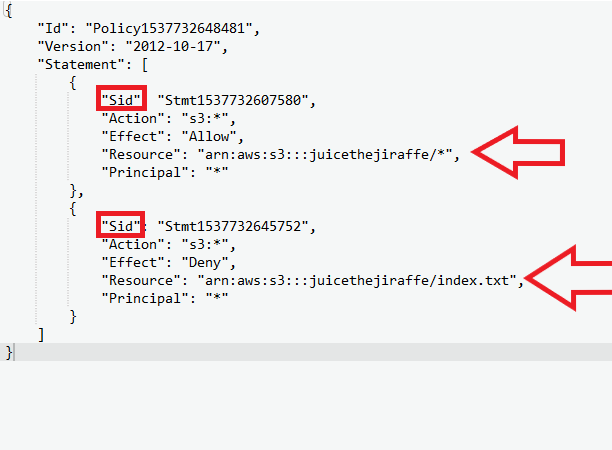 {
"Id": "Policy1537732648481",
"Version": "2012-10-17",
"Statement": [
{
"Sid": "Stmt1537732607580",
"Action": "s3:*",
"Effect": "Allow",
"Resource": "arn:aws:s3:::juicethejiraffe/*",
"Principal": "*"
},
{
"Sid": "Stmt1537732645752",
"Action": "s3:*",
"Effect": "Deny",
"Resource": "arn:aws:s3:::juicethejiraffe/index.txt",
"Principal": "*"
}
]
}